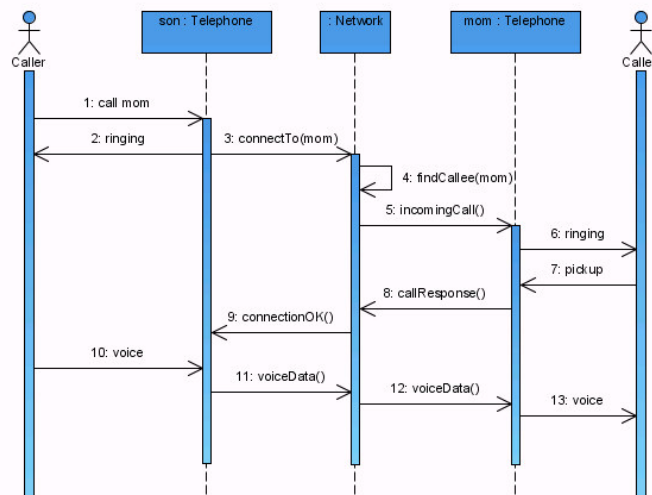 son : Telephone
: Network
mom : Telephone
Caller
Calle
1: call mom
2: ringing
3: connectTo(mom)
4: findCallee(mom)
5: incomingCall()
6: ringing
7: pickup
8: callResponse()
9: connectionOK()
10: voice
11: voiceData()
12: voiceData()
13: voice